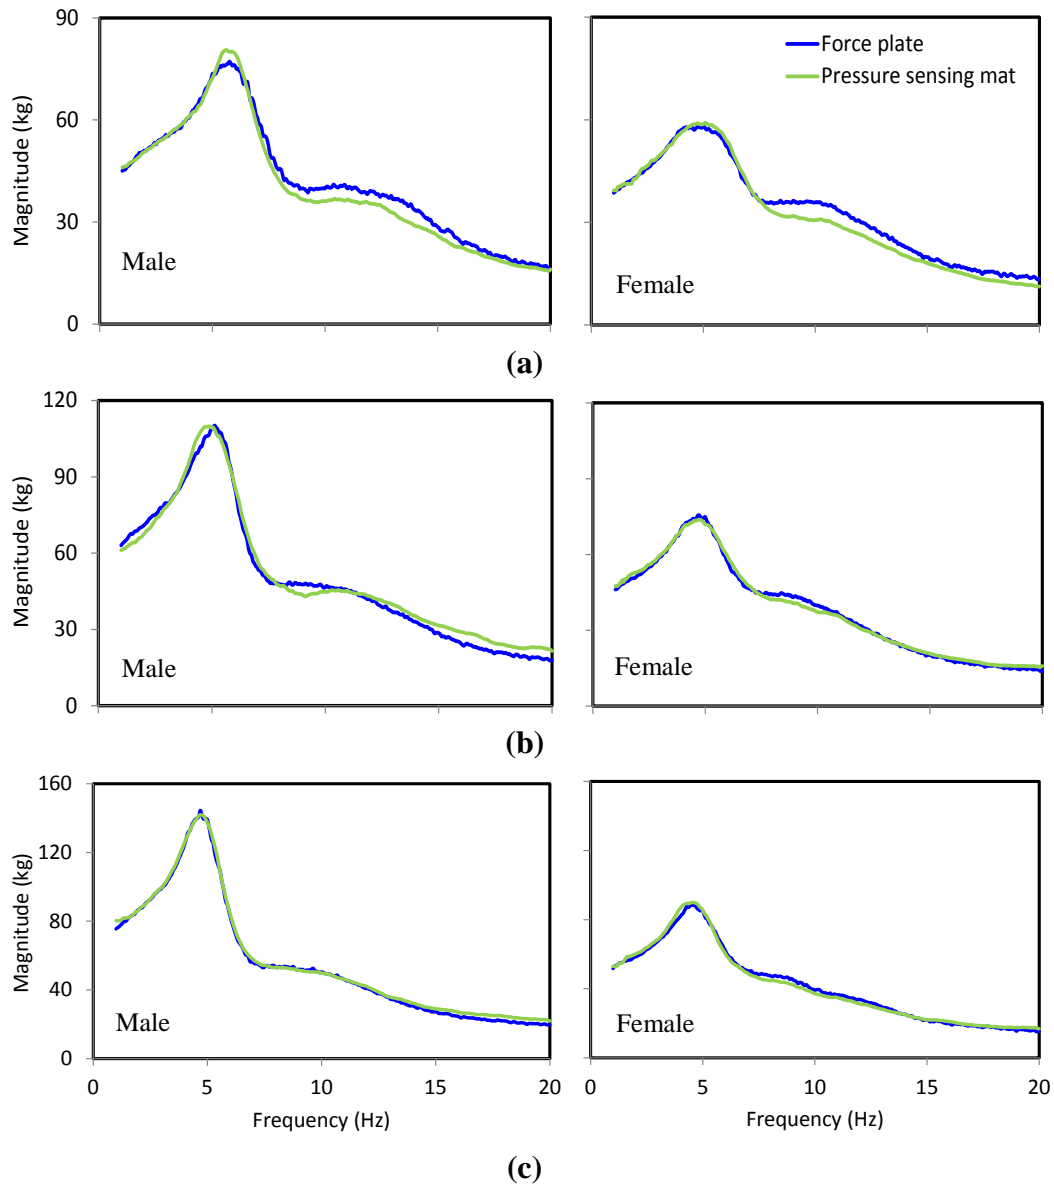 90
60
30
0
Magnitude (kg)
Male
Force plate
Pressure sensing mat
Female
(a)
120
90
60
30
0
Magnitude (kg)
Male
Female
(b)
160
120
80
40
0
Magnitude (kg)
Male
0 5 10 15 20
Frequency (Hz)
Female
0 5 10 15 20
Frequency (Hz)
(c)